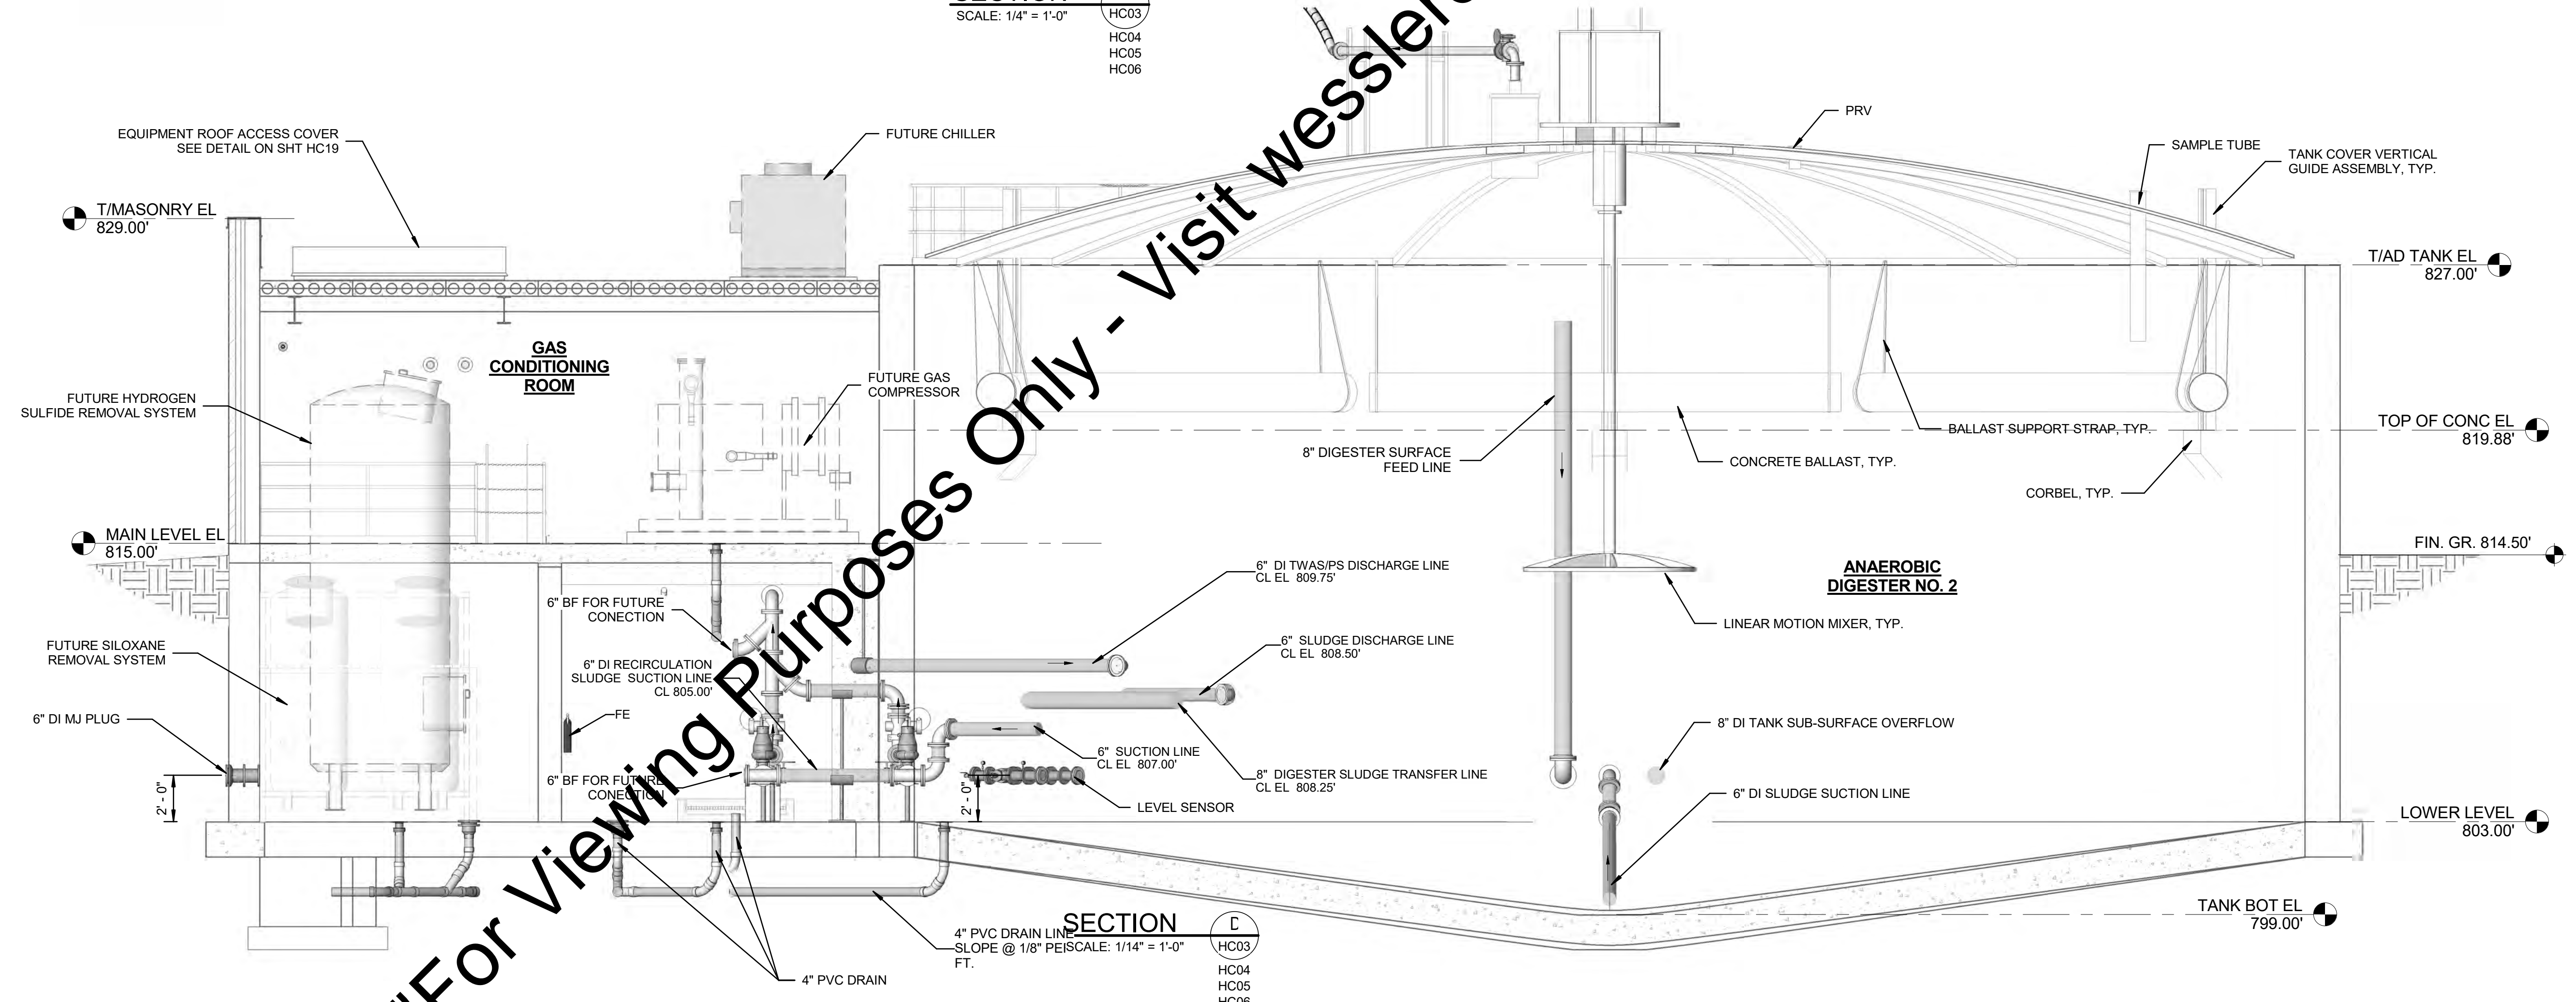 SCALE: 1/4" = 1'-0"
HC03
HC04
HC05
HC06
EQUIPMENT ROOF ACCESS COVER
SEE DETAIL ON SHT HC19
FUTURE CHILLER
PRV
SAMPLE TUBE
TANK COVER VERTICAL
GUIDE ASSEMBLY, TYP.
T/MASONRY EL
829.00'
T/AD TANK EL
827.00'
GAS
CONDITIONING
ROOM
FUTURE HYDROGEN
SULFIDE REMOVAL SYSTEM
FUTURE GAS
COMPRESSOR
8" DIGESTER SURFACE
FEED LINE
BALLAST SUPPORT STRAP, TYP.
CONCRETE BALLAST, TYP.
TOP OF CONC EL
819.88'
CORBEL, TYP.
MAIN LEVEL EL
815.00'
FIN. GR. 814.50'
ANAEROBIC
DIGESTER NO. 2
LINEAR MOTION MIXER, TYP.
6" DI TWAS/PS DISCHARGE LINE
CL EL 809.75'
6" BF FOR FUTURE
CONECTION
6" SLUDGE DISCHARGE LINE
CL EL 808.50'
FUTURE SILOXANE
REMOVAL SYSTEM
6" DI RECIRCULATION
SLUDGE SUCTION LINE
CL 805.00'
6" DI MJ PLUG
FE
8" DI TANK SUB-SURFACE OVERFLOW
6" SUCTION LINE
CL EL 807.00'
6" BF FOR FUTURE
CONECTION
8" DIGESTER SLUDGE TRANSFER LINE
CL EL 808.25'
2' - 0"
2' - 0"
LEVEL SENSOR
6" DI SLUDGE SUCTION LINE
LOWER LEVEL
803.00'
TANK BOT EL
799.00'
4" PVC DRAIN LINE
SLOPE @ 1/8" PE
FT.
4" PVC DRAIN
SECTION
SCALE: 1/14" = 1'-0"
HC03
HC04
HC05
HC06
"For Viewing Purposes Only - Visit wessler